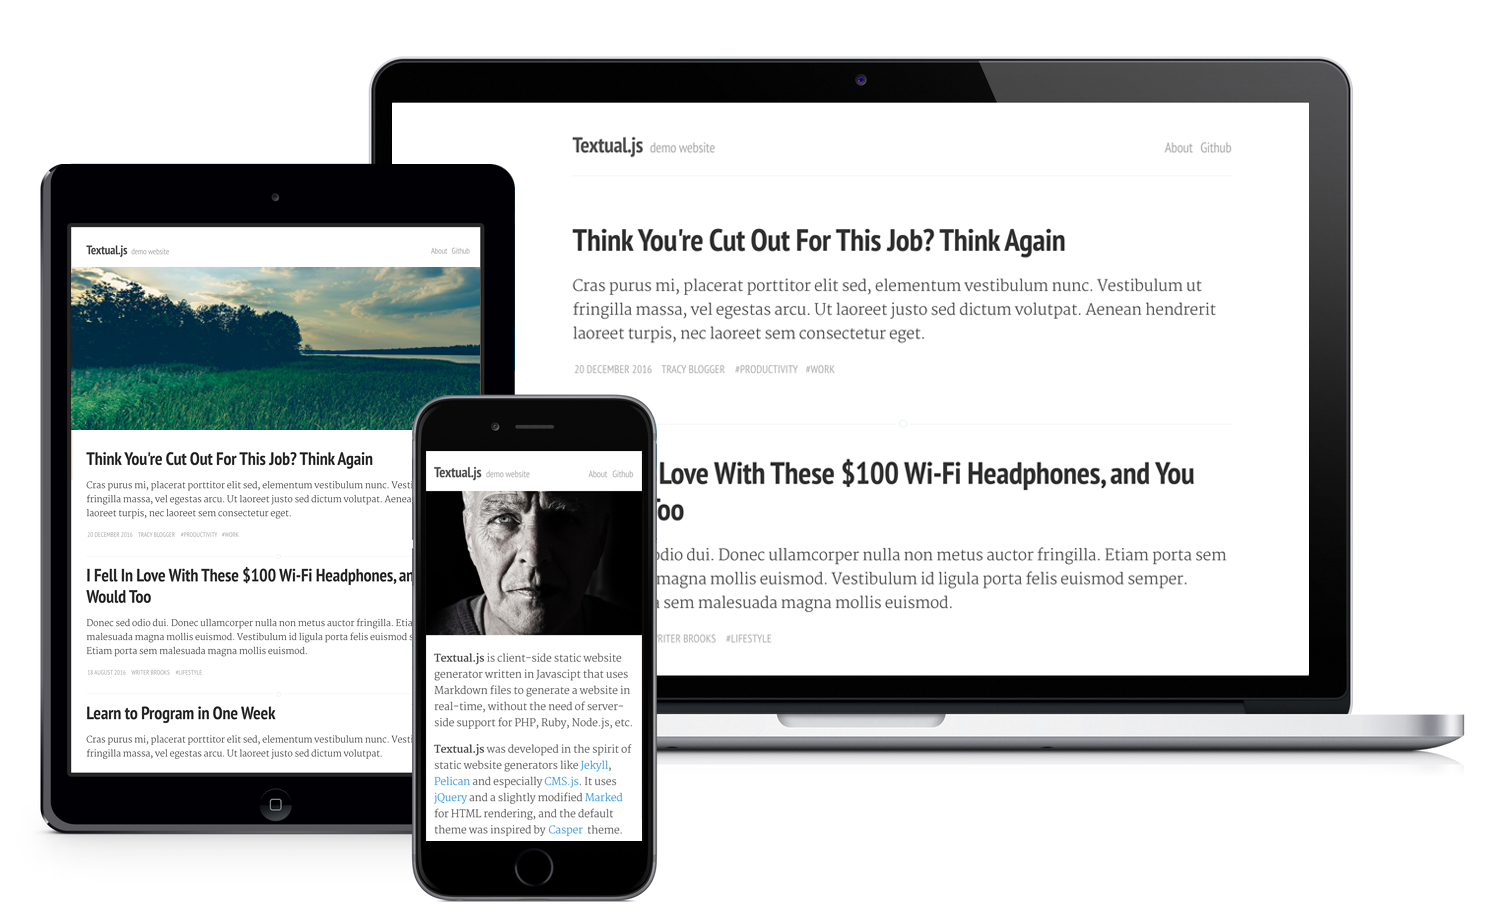 Textual.js demo website
About Github
Think You're Cut Out For This Job? Think Again
Cras purus mi, placerat porttitor elit sed, elementum vestibulum nunc. Vestibulum ut
fringilla massa, vel egestas arcu. Ut laoreet justo sed dictum volutpat. Aenean hendrerit
laoreet turpis, nec laoreet sem consectetur eget.
20 DECEMBER 2016 TRACY BLOGGER #PRODUCTIVITY #WORK
Love With These $100 Wi-Fi Headphones, and You
Too
odio dui. Donec ullamcorper nulla non metus auctor fringilla. Etiam porta sem
magna mollis euismod. Vestibulum id ligula porta felis euismod semper.
sem malesuada magna mollis euismod.
RITER BROOKS #LIFESTYLE
Textual.js demo website
About Github
Think You're Cut Out For This Job? Think Again
Cras purus mi, placerat porttitor elit sed, elementum vestibulum nunc. Vesti
fringilla massa, vel egestas arcu. Ut laoreet justo sed dictum volutpat. Aenea
laoreet turpis, nec laoreet sem consectetur eget.
20 DECEMBER 2016 TRACY BLOGGER #PRODUCTIVITY #WORK
I Fell In Love With These $100 Wi-Fi Headphones, an
Would Too
Donec sed odio dui. Donec ullamcorper nulla non metus auctor fringilla. Etia
malesuada magna mollis euismod. Vestibulum id ligula porta felis euismod s
Etiam porta sem malesuada magna mollis euismod.
18 AUGUST 2016 WRITER BROOKS #LIFESTYLE
Learn to Program in One Week
Cras purus mi, placerat porttitor elit sed, elementum vestibulum nunc. Vesti
fringilla massa, vel egestas arcu. Ut laoreet justo sed dictum volutpat.
Textual.js demo website
About Github
Textual.js is client-side static website
generator written in Javascipt that uses
Markdown files to generate a website in
real-time, without the need of server-
side support for PHP, Ruby, Node.js, etc.
Textual.js was developed in the spirit of
static website generators like Jekyll,
Pelican and especially CMS.js. It uses
jQuery and a slightly modified Marked
for HTML rendering, and the default
theme was inspired by Casper theme.